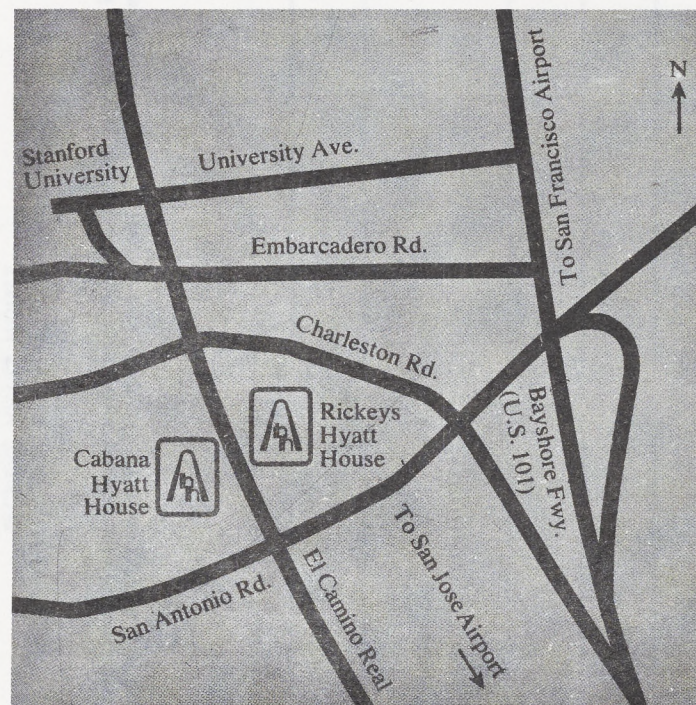 N
To San Francisco Airport
Stanford
University
University Ave.
Embarcadero Rd.
Charleston Rd.
Rickeys
Hyatt
House
Cabana
Hyatt
House
Bayshore Fwy.
(U.S. 101)
To San Jose Airport
San Antonio Rd.
El Camino Real